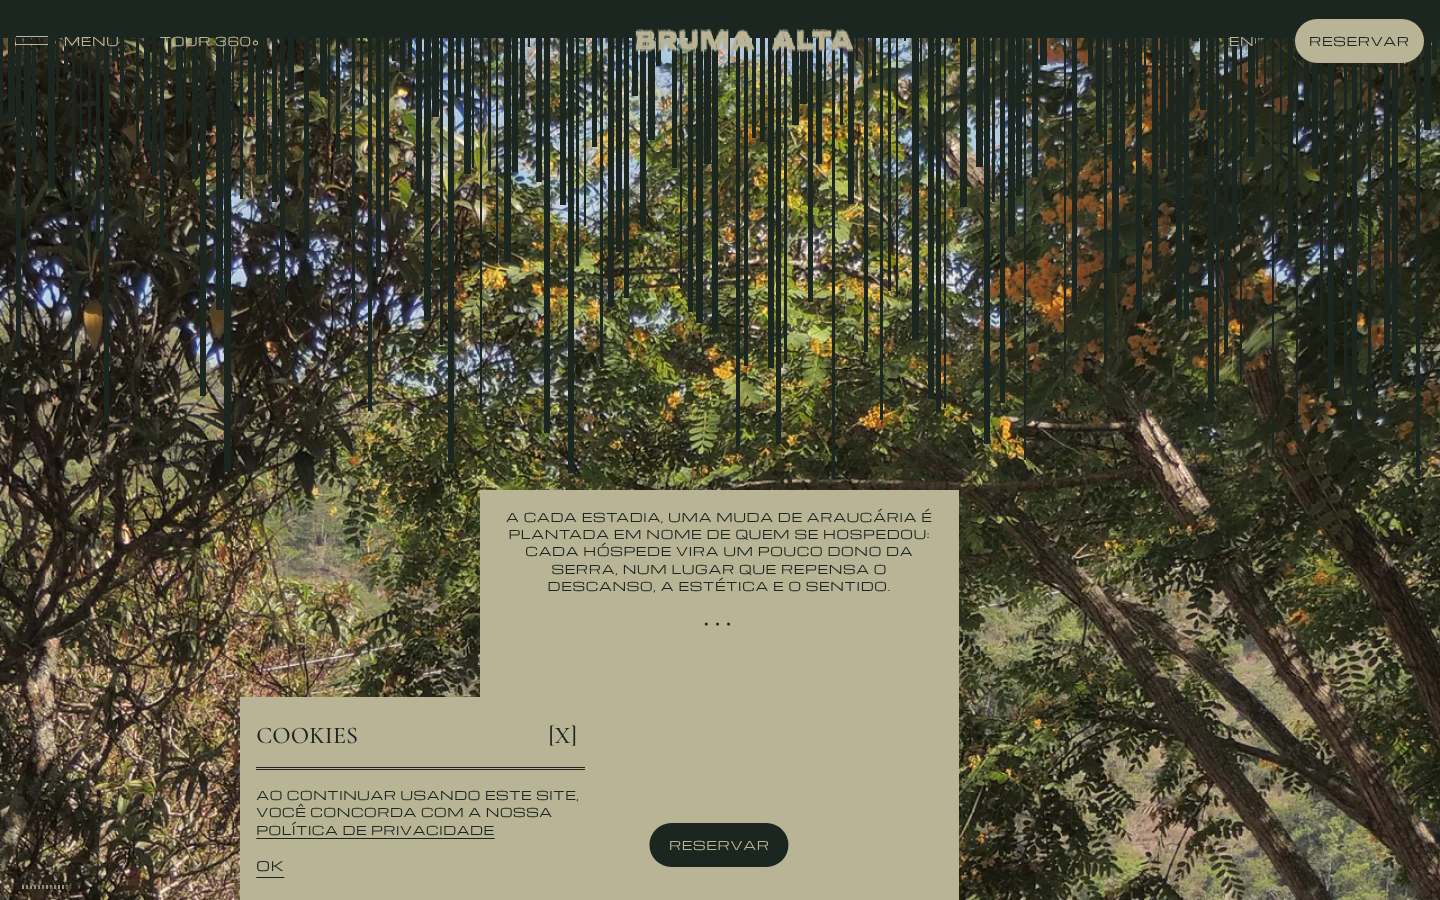 MENU
TOUR 360°
BRUMA ALTA
EN
RESERVAR
A CADA ESTADIA, UMA MUDA DE ARAUCÁRIA É
PLANTADA EM NOME DE QUEM SE HOSPEDOU:
CADA HÓSPEDE VIRA UM POUCO DONO DA
SERRA, NUM LUGAR QUE REPENSA O
DESCANSO, A ESTÉTICA E O SENTIDO.
...
COOKIES [X]
AO CONTINUAR USANDO ESTE SITE,
VOCÊ CONCORDA COM A NOSSA
POLÍTICA DE PRIVACIDADE
OK
RESERVAR